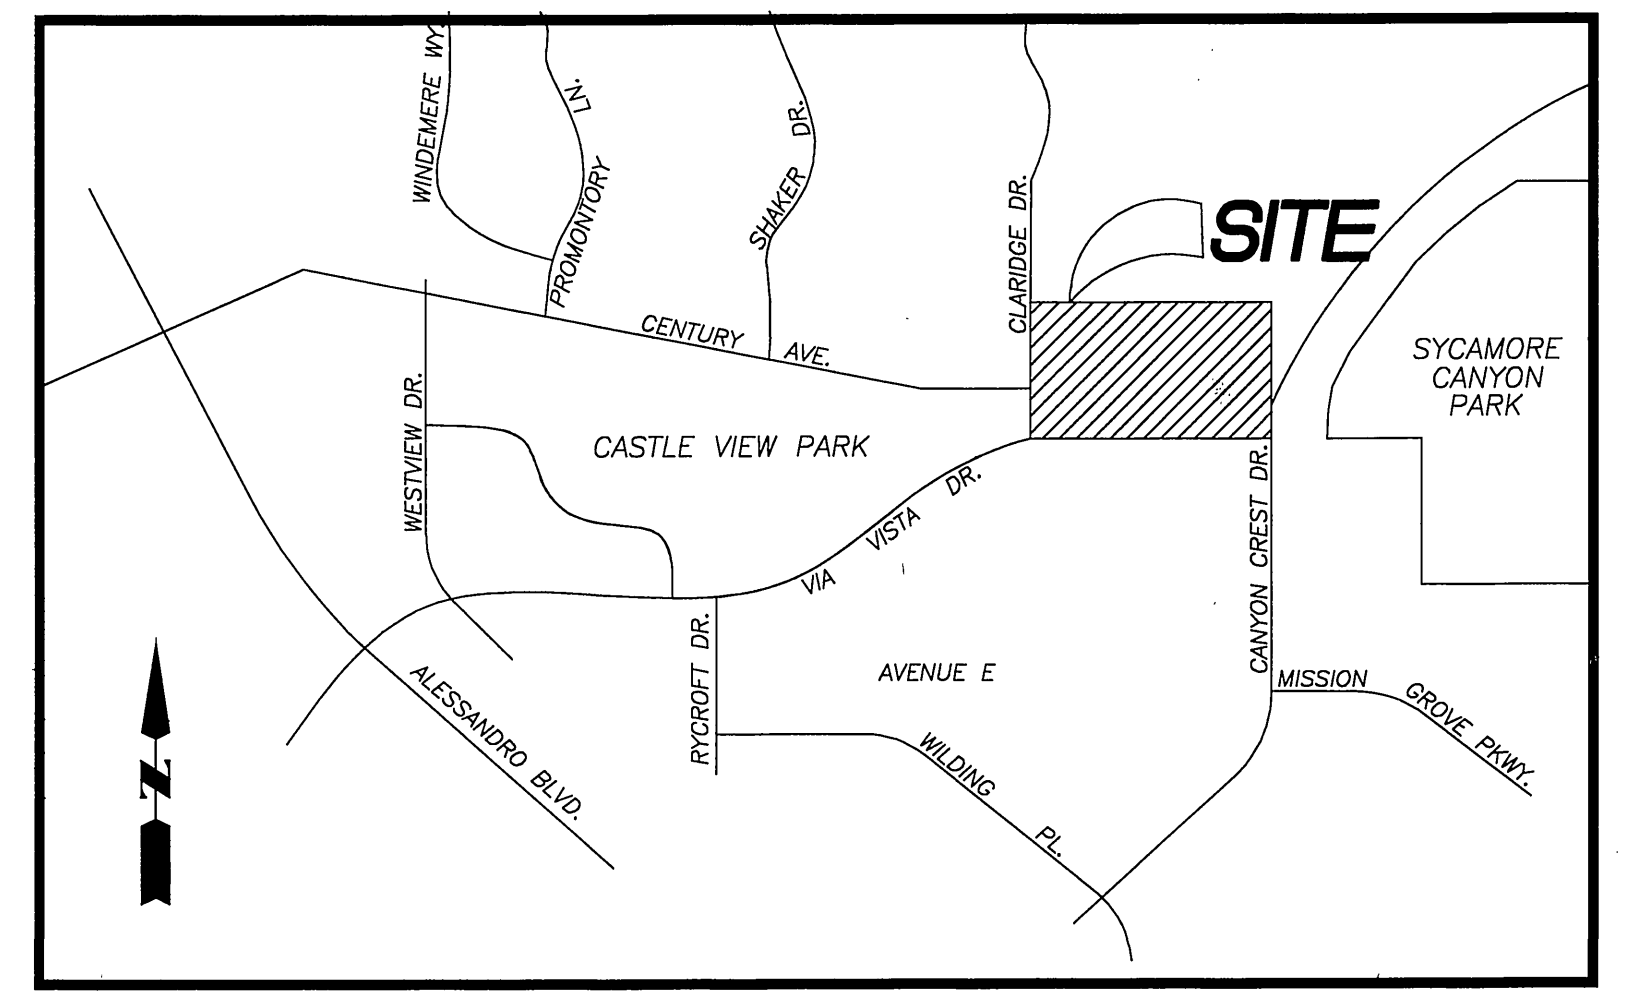 WINDEMERE WY.
PROMONTORY LN.
SHAKER DR.
CLARIDGE DR.
SITE
CENTURY AVE.
SYCAMORE
CANYON
PARK
WESTVIEW DR.
CASTLE VIEW PARK
VIA VISTA DR.
CANYON CREST DR.
RYCROFT DR.
AVENUE E
MISSION GROVE PKWY.
ALESSANDRO BLVD.
WILDING PL.
N